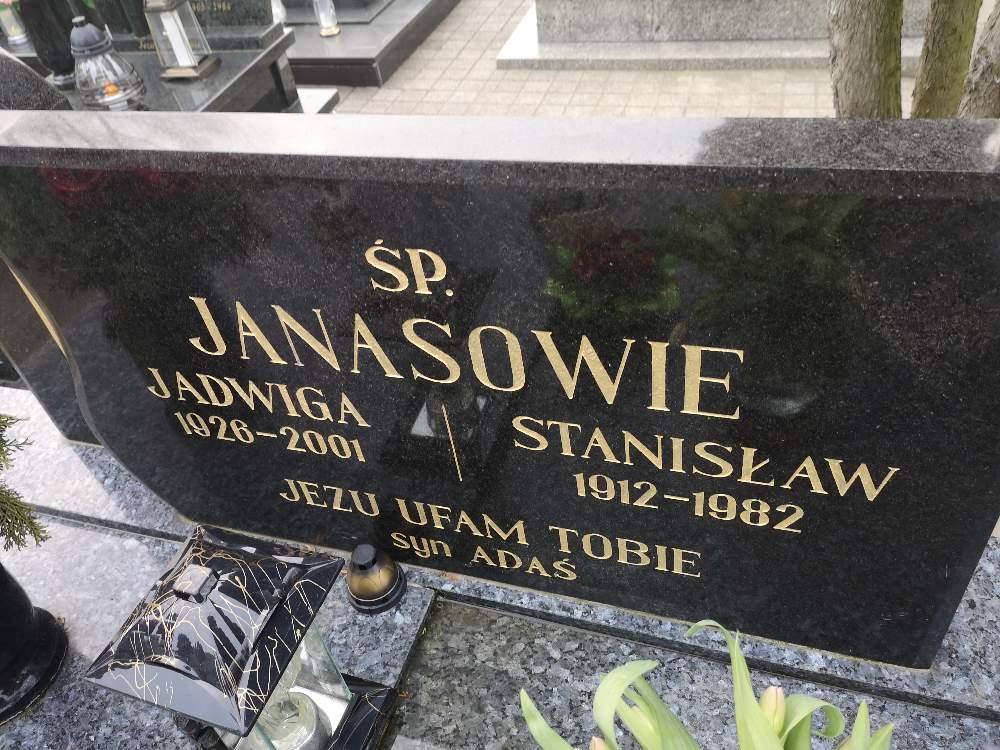 ŚP.
JANASOWIE
JADWIGA
1926-2001
STANISŁAW
1912-1982
JEZU UFAM TOBIE
syn ADAŚ